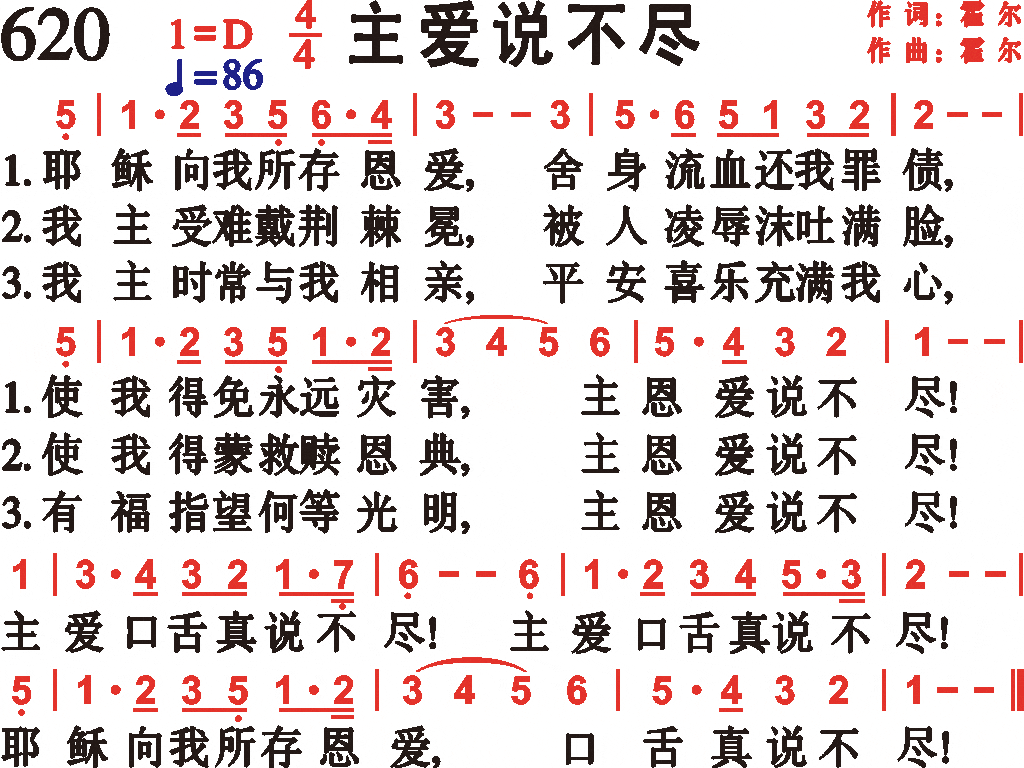 620 1=D 4/4 主爱说不尽 作词：霍尔
♩=86 作曲：霍尔
5̣ | 1· 2 3 5̣ 6̣· 4 | 3 - - 3 | 5· 6 5 1 3 2 | 2 - - |
1.耶稣向我所存恩爱, 舍身流血还我罪债,
2.我主受难戴荆棘冕, 被人凌辱沫吐满脸,
3.我主时常与我相亲, 平安喜乐充满我心,
5̣ | 1· 2 3 5̣ 1· 2 | 3 4 5 6 | 5· 4 3 2 | 1 - - |
1.使我得免永远灾害, 主恩爱说不尽!
2.使我得蒙救赎恩典, 主恩爱说不尽!
3.有福指望何等光明, 主恩爱说不尽!
1 | 3· 4 3 2 1· 7̣ | 6̣ - - 6̣ | 1· 2 3 4 5· 3 | 2 - - |
主爱口舌真说不尽! 主爱口舌真说不尽!
5̣ | 1· 2 3 5̣ 1· 2 | 3 4 5 6 | 5· 4 3 2 | 1 - - ‖
耶稣向我所存恩爱, 口舌真说不尽!